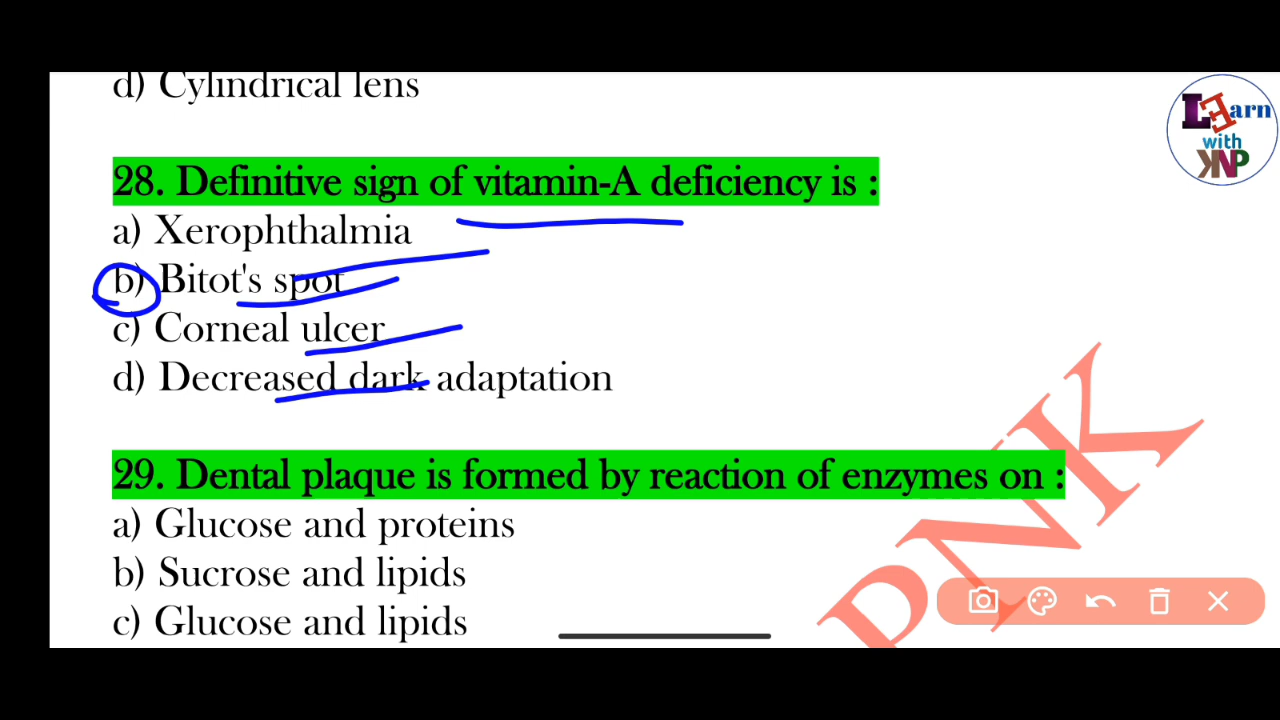 d) Cylindrical lens
LEarn
with
KNP
28. Definitive sign of vitamin-A deficiency is :
a) Xerophthalmia
b) Bitot's spot
c) Corneal ulcer
d) Decreased dark adaptation
29. Dental plaque is formed by reaction of enzymes on :
a) Glucose and proteins
b) Sucrose and lipids
c) Glucose and lipids
PNK